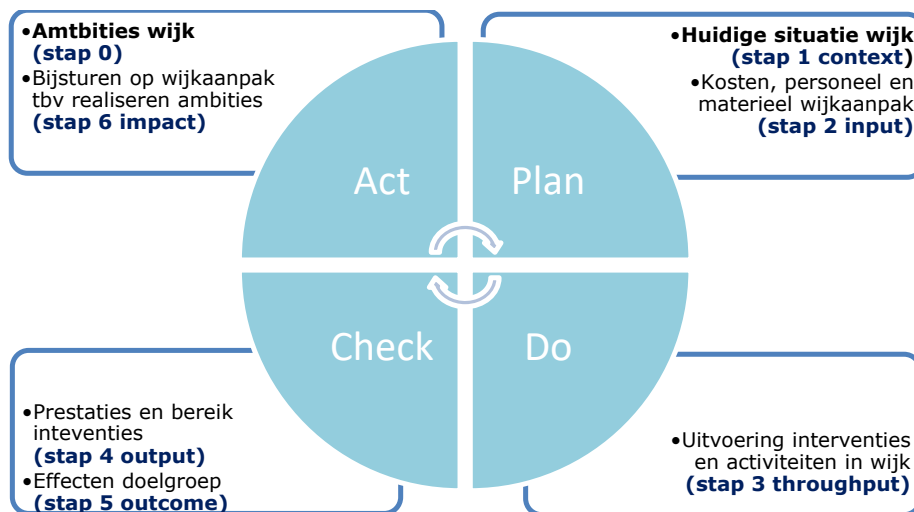 •Amtbities wijk
(stap 0)
•Bijsturen op wijkaanpak
tbv realiseren ambities
(stap 6 impact)
•Huidige situatie wijk
(stap 1 context)
•Kosten, personeel en
materieel wijkaanpak
(stap 2 input)
Act
Plan
Check
Do
•Prestaties en bereik
inteventies
(stap 4 output)
•Effecten doelgroep
(stap 5 outcome)
•Uitvoering interventies
en activiteiten in wijk
(stap 3 throughput)